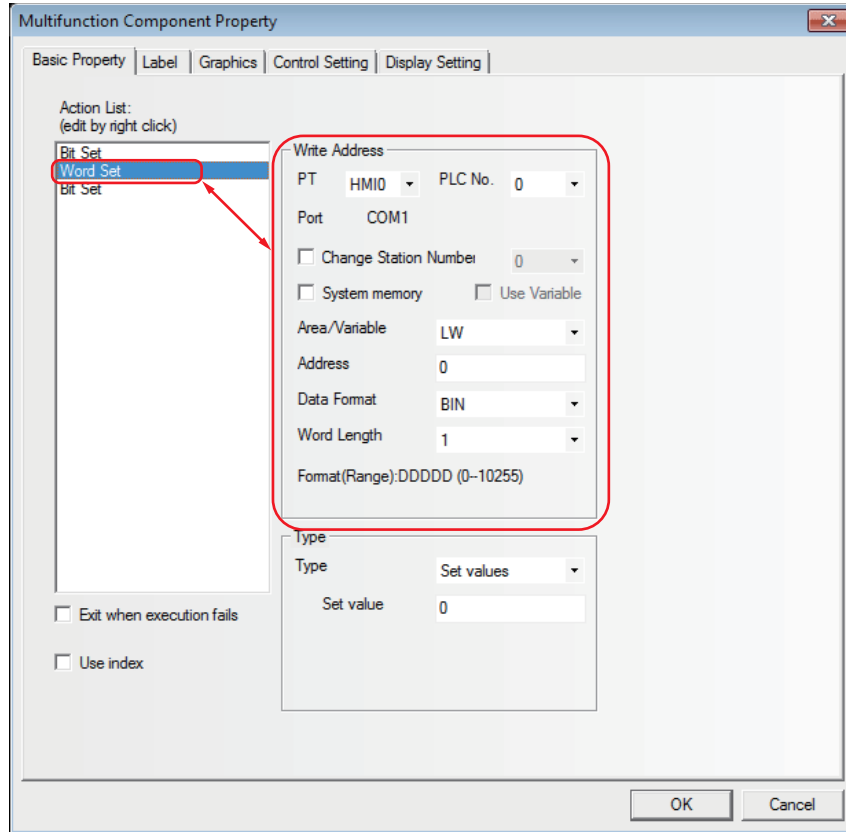 Multifunction Component Property
Basic Property Label Graphics Control Setting Display Setting
Action List:
(edit by right click)
Bit Set
Word Set
Bit Set
Exit when execution fails
Use index
Write Address
PT HMI0 PLC No. 0
Port COM1
Change Station Number 0
System memory Use Variable
Area/Variable LW
Address 0
Data Format BIN
Word Length 1
Format(Range):DDDDD (0--10255)
Type
Type Set values
Set value 0
OK Cancel